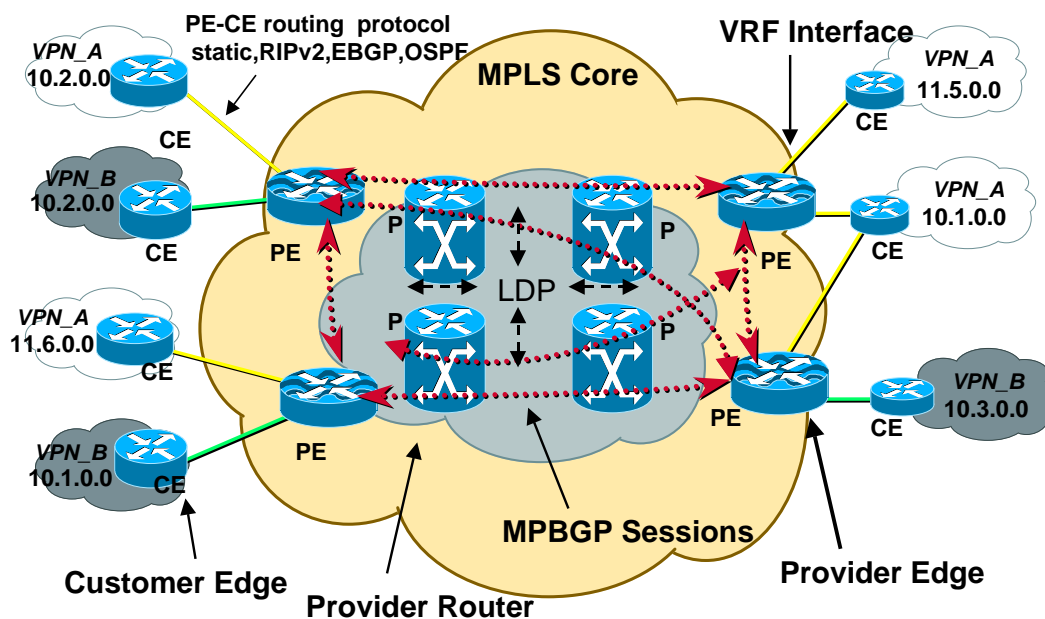 PE-CE routing protocol
static,RIPv2,EBGP,OSPF
VRF Interface
VPN_A
10.2.0.0
MPLS Core
VPN_A
11.5.0.0
CE
CE
VPN_B
10.2.0.0
VPN_A
10.1.0.0
CE
P
P
PE
PE
CE
LDP
VPN_A
11.6.0.0
P
P
CE
VPN_B
10.3.0.0
PE
CE
PE
VPN_B
10.1.0.0
CE
MPBGP Sessions
Customer Edge
Provider Router
Provider Edge